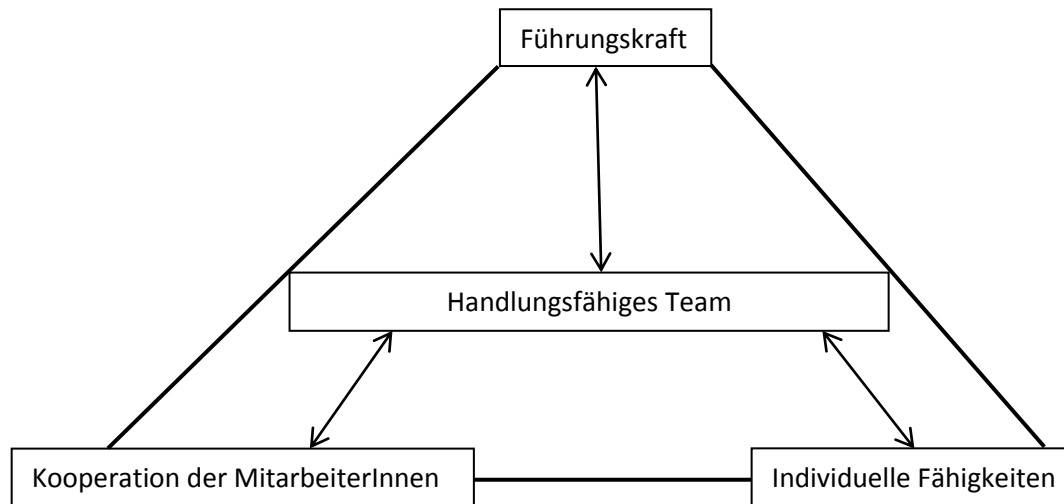 Führungskraft
Handlungsfähiges Team
Kooperation der MitarbeiterInnen
Individuelle Fähigkeiten